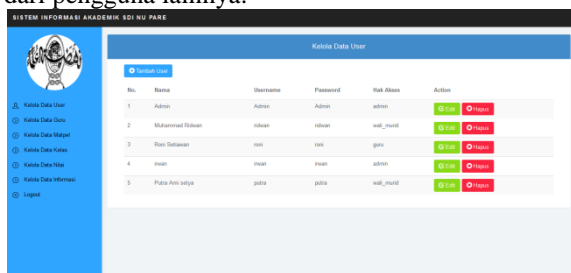 dari pengguna lainnya.
SISTEM INFORMASI AKADEMIK SDI NU PARE
Kelola Data User
Tambah User
No. Nama Username Password Hak Akses Action
1 Admin Admin Admin admin Edit Hapus
2 Muhammad Ridwan ridwan ridwan wali_murid Edit Hapus
3 Roni Setiawan roni roni guru Edit Hapus
4 irwan irwan irwan admin Edit Hapus
5 Putra Arni setya putra putra wali_murid Edit Hapus
Kelola Data User
Kelola Data Guru
Kelola Data Matpel
Kelola Data Kelas
Kelola Data Nilai
Kelola Data Informasi
Logout